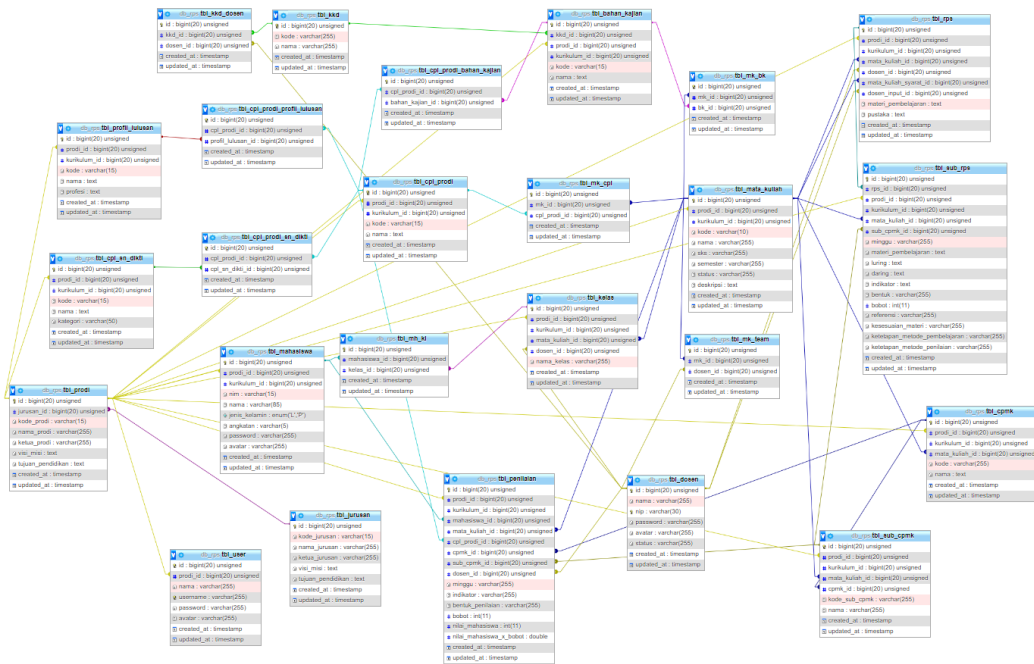 db_rps tbl_kkd_dosen
id : bigint(20) unsigned
kkd_id : bigint(20) unsigned
dosen_id : bigint(20) unsigned
created_at : timestamp
updated_at : timestamp
db_rps tbl_kkd
id : bigint(20) unsigned
kode : varchar(255)
nama : varchar(255)
created_at : timestamp
updated_at : timestamp
db_rps tbl_bahan_kajian
id : bigint(20) unsigned
kkd_id : bigint(20) unsigned
prodi_id : bigint(20) unsigned
kurikulum_id : bigint(20) unsigned
kode : varchar(15)
nama : text
created_at : timestamp
updated_at : timestamp
db_rps tbl_rps
id : bigint(20) unsigned
prodi_id : bigint(20) unsigned
kurikulum_id : bigint(20) unsigned
mata_kuliah_id : bigint(20) unsigned
dosen_id : bigint(20) unsigned
mata_kuliah_syarat_id : bigint(20) unsigned
dosen_input_id : bigint(20) unsigned
materi_pembelajaran : text
pustaka : text
created_at : timestamp
updated_at : timestamp
db_rps tbl_cpl_prodi_bahan_kajian
id : bigint(20) unsigned
cpl_prodi_id : bigint(20) unsigned
bahan_kajian_id : bigint(20) unsigned
created_at : timestamp
updated_at : timestamp
db_rps tbl_mk_bk
id : bigint(20) unsigned
mk_id : bigint(20) unsigned
bk_id : bigint(20) unsigned
created_at : timestamp
updated_at : timestamp
db_rps tbl_cpl_prodi_profil_lulusan
id : bigint(20) unsigned
cpl_prodi_id : bigint(20) unsigned
profil_lulusan_id : bigint(20) unsigned
created_at : timestamp
updated_at : timestamp
db_rps tbl_profil_lulusan
id : bigint(20) unsigned
prodi_id : bigint(20) unsigned
kurikulum_id : bigint(20) unsigned
kode : varchar(15)
nama : text
profesi : text
created_at : timestamp
updated_at : timestamp
db_rps tbl_cpl_prodi
id : bigint(20) unsigned
prodi_id : bigint(20) unsigned
kurikulum_id : bigint(20) unsigned
kode : varchar(15)
nama : text
created_at : timestamp
updated_at : timestamp
db_rps tbl_mk_cpl
id : bigint(20) unsigned
mk_id : bigint(20) unsigned
cpl_prodi_id : bigint(20) unsigned
created_at : timestamp
updated_at : timestamp
db_rps tbl_mata_kuliah
id : bigint(20) unsigned
prodi_id : bigint(20) unsigned
kurikulum_id : bigint(20) unsigned
kode : varchar(10)
nama : varchar(255)
sks : varchar(255)
semester : varchar(255)
status : varchar(255)
deskripsi : text
created_at : timestamp
updated_at : timestamp
db_rps tbl_sub_rps
id : bigint(20) unsigned
rps_id : bigint(20) unsigned
prodi_id : bigint(20) unsigned
kurikulum_id : bigint(20) unsigned
mata_kuliah_id : bigint(20) unsigned
sub_cpmk_id : bigint(20) unsigned
minggu : varchar(255)
materi_pembelajaran : text
luring : text
daring : text
indikator : text
bentuk : varchar(255)
bobot : int(11)
referensi : varchar(255)
kesesuaian_materi : varchar(255)
ketetapan_metode_pembelajaran : varchar(255)
ketetapan_metode_penilaian : varchar(255)
created_at : timestamp
updated_at : timestamp
db_rps tbl_cpl_prodi_sn_dikti
id : bigint(20) unsigned
cpl_prodi_id : bigint(20) unsigned
cpl_sn_dikti_id : bigint(20) unsigned
created_at : timestamp
updated_at : timestamp
db_rps tbl_cpl_sn_dikti
id : bigint(20) unsigned
prodi_id : bigint(20) unsigned
kurikulum_id : bigint(20) unsigned
kode : varchar(15)
nama : text
kategori : varchar(50)
created_at : timestamp
updated_at : timestamp
db_rps tbl_kelas
id : bigint(20) unsigned
prodi_id : bigint(20) unsigned
kurikulum_id : bigint(20) unsigned
mata_kuliah_id : bigint(20) unsigned
dosen_id : bigint(20) unsigned
nama_kelas : varchar(255)
created_at : timestamp
updated_at : timestamp
db_rps tbl_mh_kl
id : bigint(20) unsigned
mahasiswa_id : bigint(20) unsigned
kelas_id : bigint(20) unsigned
created_at : timestamp
updated_at : timestamp
db_rps tbl_mk_team
id : bigint(20) unsigned
mk_id : bigint(20) unsigned
dosen_id : bigint(20) unsigned
created_at : timestamp
updated_at : timestamp
db_rps tbl_mahasiswa
id : bigint(20) unsigned
prodi_id : bigint(20) unsigned
kurikulum_id : bigint(20) unsigned
nim : varchar(15)
nama : varchar(85)
jenis_kelamin : enum('L','P')
angkatan : varchar(5)
password : varchar(255)
avatar : varchar(255)
created_at : timestamp
updated_at : timestamp
db_rps tbl_prodi
id : bigint(20) unsigned
jurusan_id : bigint(20) unsigned
kode_prodi : varchar(15)
nama_prodi : varchar(255)
ketua_prodi : varchar(255)
visi_misi : text
tujuan_pendidikan : text
created_at : timestamp
updated_at : timestamp
db_rps tbl_cpmk
id : bigint(20) unsigned
prodi_id : bigint(20) unsigned
kurikulum_id : bigint(20) unsigned
mata_kuliah_id : bigint(20) unsigned
kode : varchar(255)
nama : text
created_at : timestamp
updated_at : timestamp
db_rps tbl_penilaian
id : bigint(20) unsigned
prodi_id : bigint(20) unsigned
kurikulum_id : bigint(20) unsigned
mahasiswa_id : bigint(20) unsigned
mata_kuliah_id : bigint(20) unsigned
cpl_prodi_id : bigint(20) unsigned
cpmk_id : bigint(20) unsigned
sub_cpmk_id : bigint(20) unsigned
dosen_id : bigint(20) unsigned
minggu : varchar(255)
indikator : varchar(255)
bentuk_penilaian : varchar(255)
bobot : int(11)
nilai_mahasiswa : int(11)
nilai_mahasiswa_x_bobot : double
created_at : timestamp
updated_at : timestamp
db_rps tbl_dosen
id : bigint(20) unsigned
nama : varchar(255)
nip : varchar(30)
password : varchar(255)
avatar : varchar(255)
status : varchar(255)
created_at : timestamp
updated_at : timestamp
db_rps tbl_jurusan
id : bigint(20) unsigned
kode_jurusan : varchar(15)
nama_jurusan : varchar(255)
ketua_jurusan : varchar(255)
visi_misi : text
tujuan_pendidikan : text
created_at : timestamp
updated_at : timestamp
db_rps tbl_sub_cpmk
id : bigint(20) unsigned
prodi_id : bigint(20) unsigned
kurikulum_id : bigint(20) unsigned
mata_kuliah_id : bigint(20) unsigned
cpmk_id : bigint(20) unsigned
kode_sub_cpmk : varchar(255)
nama : varchar(255)
created_at : timestamp
updated_at : timestamp
db_rps tbl_user
id : bigint(20) unsigned
prodi_id : bigint(20) unsigned
nama : varchar(255)
username : varchar(255)
password : varchar(255)
avatar : varchar(255)
created_at : timestamp
updated_at : timestamp